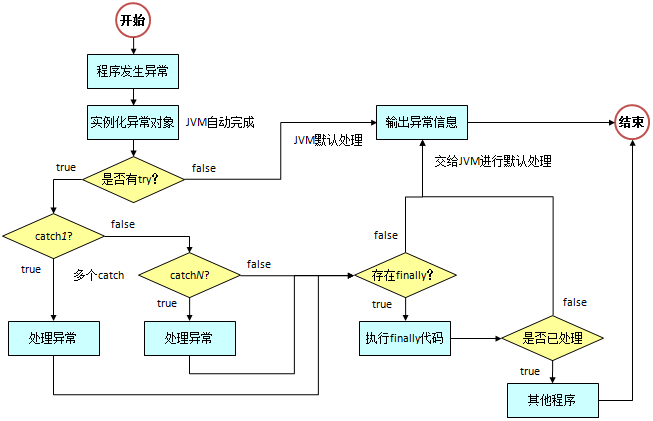 开始
程序发生异常
实例化异常对象
JVM自动完成
输出异常信息
结束
JVM默认处理
交给JVM进行默认处理
true
是否有try?
false
catch1?
false
true
多个catch
catchN?
false
true
false
存在finally?
true
处理异常
处理异常
执行finally代码
false
是否已处理
true
其他程序